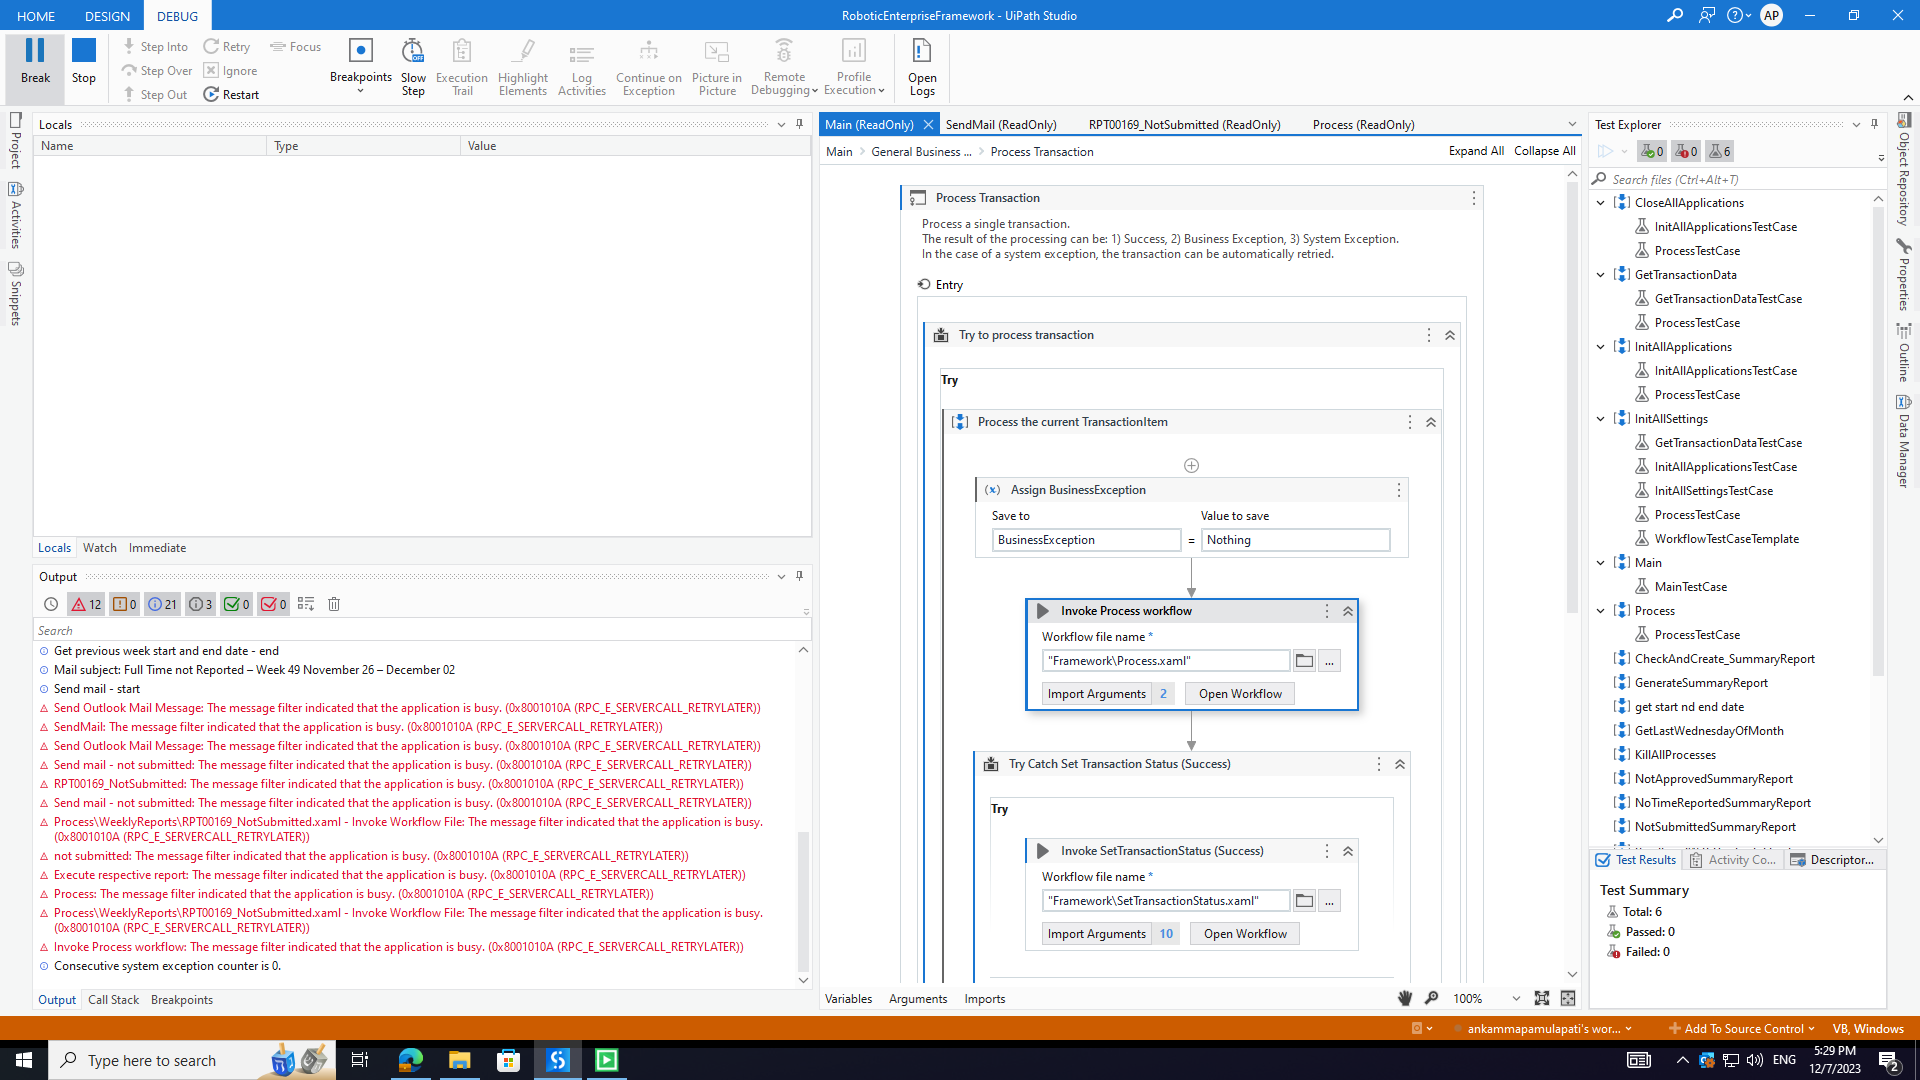 HOME
DESIGN
DEBUG
RoboticEnterpriseFramework - UiPath Studio
AP
Break
Stop
Step Into
Step Over
Step Out
Retry
Ignore
Restart
Focus
Breakpoints
Slow Step
OFF
Execution Trail
Highlight Elements
Log Activities
Continue on Exception
Picture in Picture
Remote Debugging
Profile Execution
Open Logs
Project
Activities
Snippets
Locals
Name
Type
Value
Locals
Watch
Immediate
Output
12
0
21
3
0
0
Search
Get previous week start and end date - end
Mail subject: Full Time not Reported – Week 49 November 26 – December 02
Send mail - start
Send Outlook Mail Message: The message filter indicated that the application is busy. (0x8001010A (RPC_E_SERVERCALL_RETRYLATER))
SendMail: The message filter indicated that the application is busy. (0x8001010A (RPC_E_SERVERCALL_RETRYLATER))
Send Outlook Mail Message: The message filter indicated that the application is busy. (0x8001010A (RPC_E_SERVERCALL_RETRYLATER))
Send mail - not submitted: The message filter indicated that the application is busy. (0x8001010A (RPC_E_SERVERCALL_RETRYLATER))
RPT00169_NotSubmitted: The message filter indicated that the application is busy. (0x8001010A (RPC_E_SERVERCALL_RETRYLATER))
Send mail - not submitted: The message filter indicated that the application is busy. (0x8001010A (RPC_E_SERVERCALL_RETRYLATER))
Process\WeeklyReports\RPT00169_NotSubmitted.xaml - Invoke Workflow File: The message filter indicated that the application is busy.
(0x8001010A (RPC_E_SERVERCALL_RETRYLATER))
not submitted: The message filter indicated that the application is busy. (0x8001010A (RPC_E_SERVERCALL_RETRYLATER))
Execute respective report: The message filter indicated that the application is busy. (0x8001010A (RPC_E_SERVERCALL_RETRYLATER))
Process: The message filter indicated that the application is busy. (0x8001010A (RPC_E_SERVERCALL_RETRYLATER))
Process\WeeklyReports\RPT00169_NotSubmitted.xaml - Invoke Workflow File: The message filter indicated that the application is busy.
(0x8001010A (RPC_E_SERVERCALL_RETRYLATER))
Invoke Process workflow: The message filter indicated that the application is busy. (0x8001010A (RPC_E_SERVERCALL_RETRYLATER))
Consecutive system exception counter is 0.
Output
Call Stack
Breakpoints
Main (ReadOnly)
SendMail (ReadOnly)
RPT00169_NotSubmitted (ReadOnly)
Process (ReadOnly)
Main
General Business ...
Process Transaction
Expand All
Collapse All
Process Transaction
Process a single transaction.
The result of the processing can be: 1) Success, 2) Business Exception, 3) System Exception.
In the case of a system exception, the transaction can be automatically retried.
Entry
Try to process transaction
Try
Process the current TransactionItem
(x) Assign BusinessException
Save to
Value to save
BusinessException
=
Nothing
Invoke Process workflow
Workflow file name *
"Framework\Process.xaml"
...
Import Arguments 2
Open Workflow
Try Catch Set Transaction Status (Success)
Try
Invoke SetTransactionStatus (Success)
Workflow file name *
"Framework\SetTransactionStatus.xaml"
...
Import Arguments 10
Open Workflow
Variables
Arguments
Imports
100%
Test Explorer
0
0
6
Search files (Ctrl+Alt+T)
CloseAllApplications
InitAllApplicationsTestCase
ProcessTestCase
GetTransactionData
GetTransactionDataTestCase
ProcessTestCase
InitAllApplications
InitAllApplicationsTestCase
ProcessTestCase
InitAllSettings
GetTransactionDataTestCase
InitAllApplicationsTestCase
InitAllSettingsTestCase
ProcessTestCase
WorkflowTestCaseTemplate
Main
MainTestCase
Process
ProcessTestCase
CheckAndCreate_SummaryReport
GenerateSummaryReport
get start nd end date
GetLastWednesdayOfMonth
KillAllProcesses
NotApprovedSummaryReport
NoTimeReportedSummaryReport
NotSubmittedSummaryReport
Test Results
Activity Co...
Descriptor...
Test Summary
Total: 6
Passed: 0
Failed: 0
Object Repository
Properties
Outline
Data Manager
ankammapamulapati's wor...
Add To Source Control
VB, Windows
Type here to search
ENG
5:29 PM
12/7/2023
2